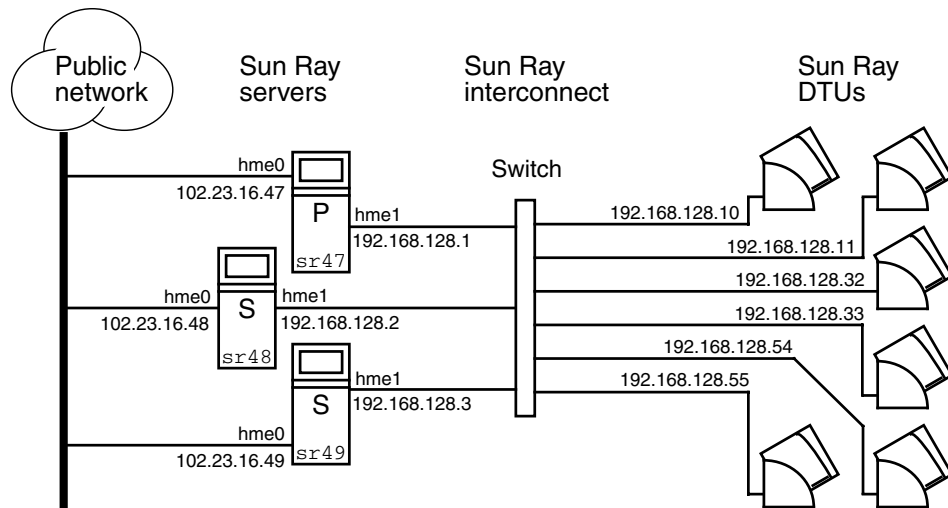 Public
network
Sun Ray
servers
Sun Ray
interconnect
Sun Ray
DTUs
Switch
hme0
102.23.16.47
P
sr47
hme1
192.168.128.1
hme0
102.23.16.48
S
sr48
hme1
192.168.128.2
hme0
102.23.16.49
S
sr49
hme1
192.168.128.3
192.168.128.10
192.168.128.11
192.168.128.32
192.168.128.33
192.168.128.54
192.168.128.55